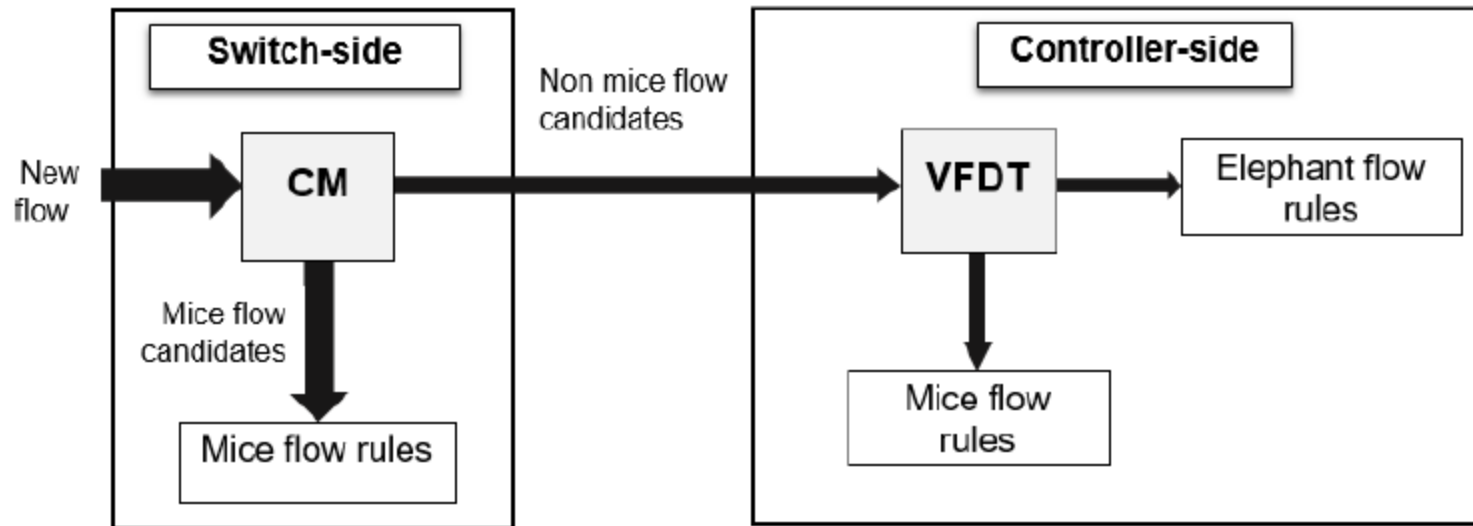 Switch-side
New
flow
CM
Mice flow
candidates
Mice flow rules
Non mice flow
candidates
Controller-side
VFDT
Elephant flow
rules
Mice flow
rules